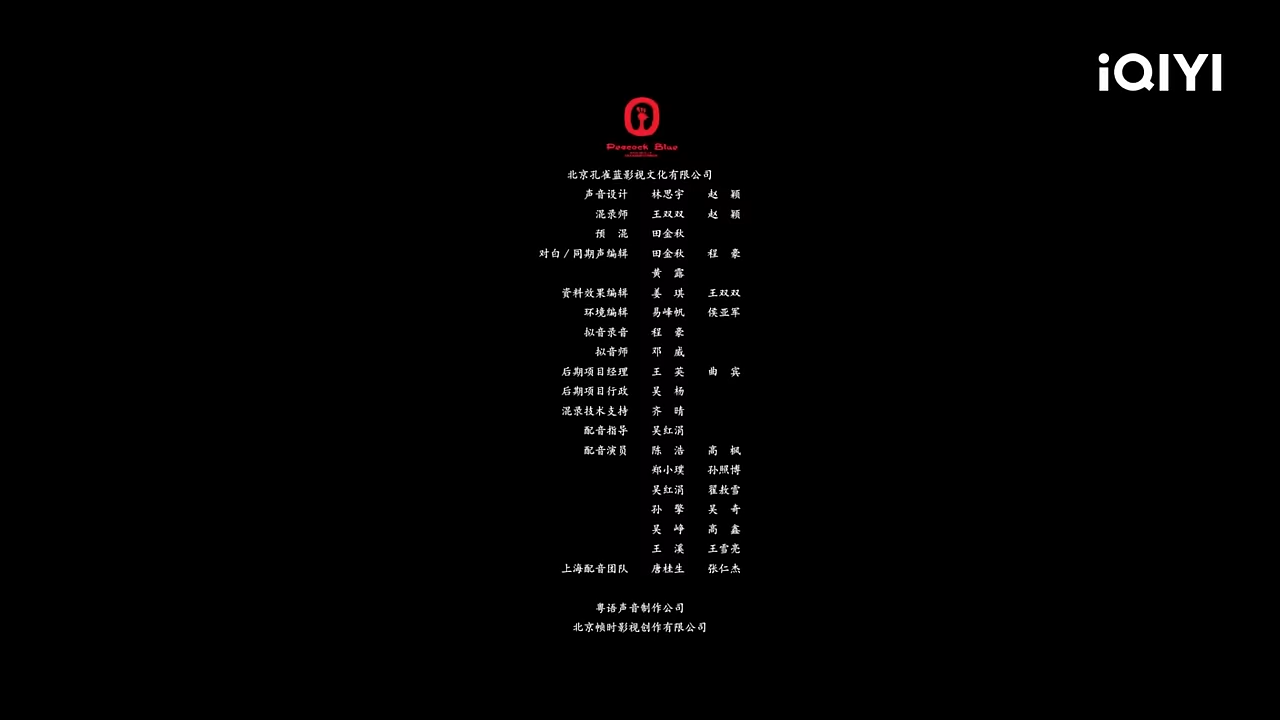 iQIYI
Peacock Blue
北京孔雀蓝影视文化有限公司
声音设计 林思宇 赵 颖
混录师 王双双 赵 颖
预 混 田金秋
对白/同期声编辑 田金秋 程 豪
黄 露
资料效果编辑 姜 琪 王双双
环境编辑 易峰帆 侯亚军
拟音录音 程 豪
拟音师 邓 威
后期项目经理 王 英 曲 宾
后期项目行政 吴 杨
混录技术支持 齐 晴
配音指导 吴红涓
配音演员 陈 浩 高 枫
郑小璞 孙照博
吴红涓 翟敖雪
孙 擎 吴 奇
吴 峥 高 鑫
王 溪 王雪亮
上海配音团队 唐桂生 张仁杰
粤语声音制作公司
北京帧时影视创作有限公司